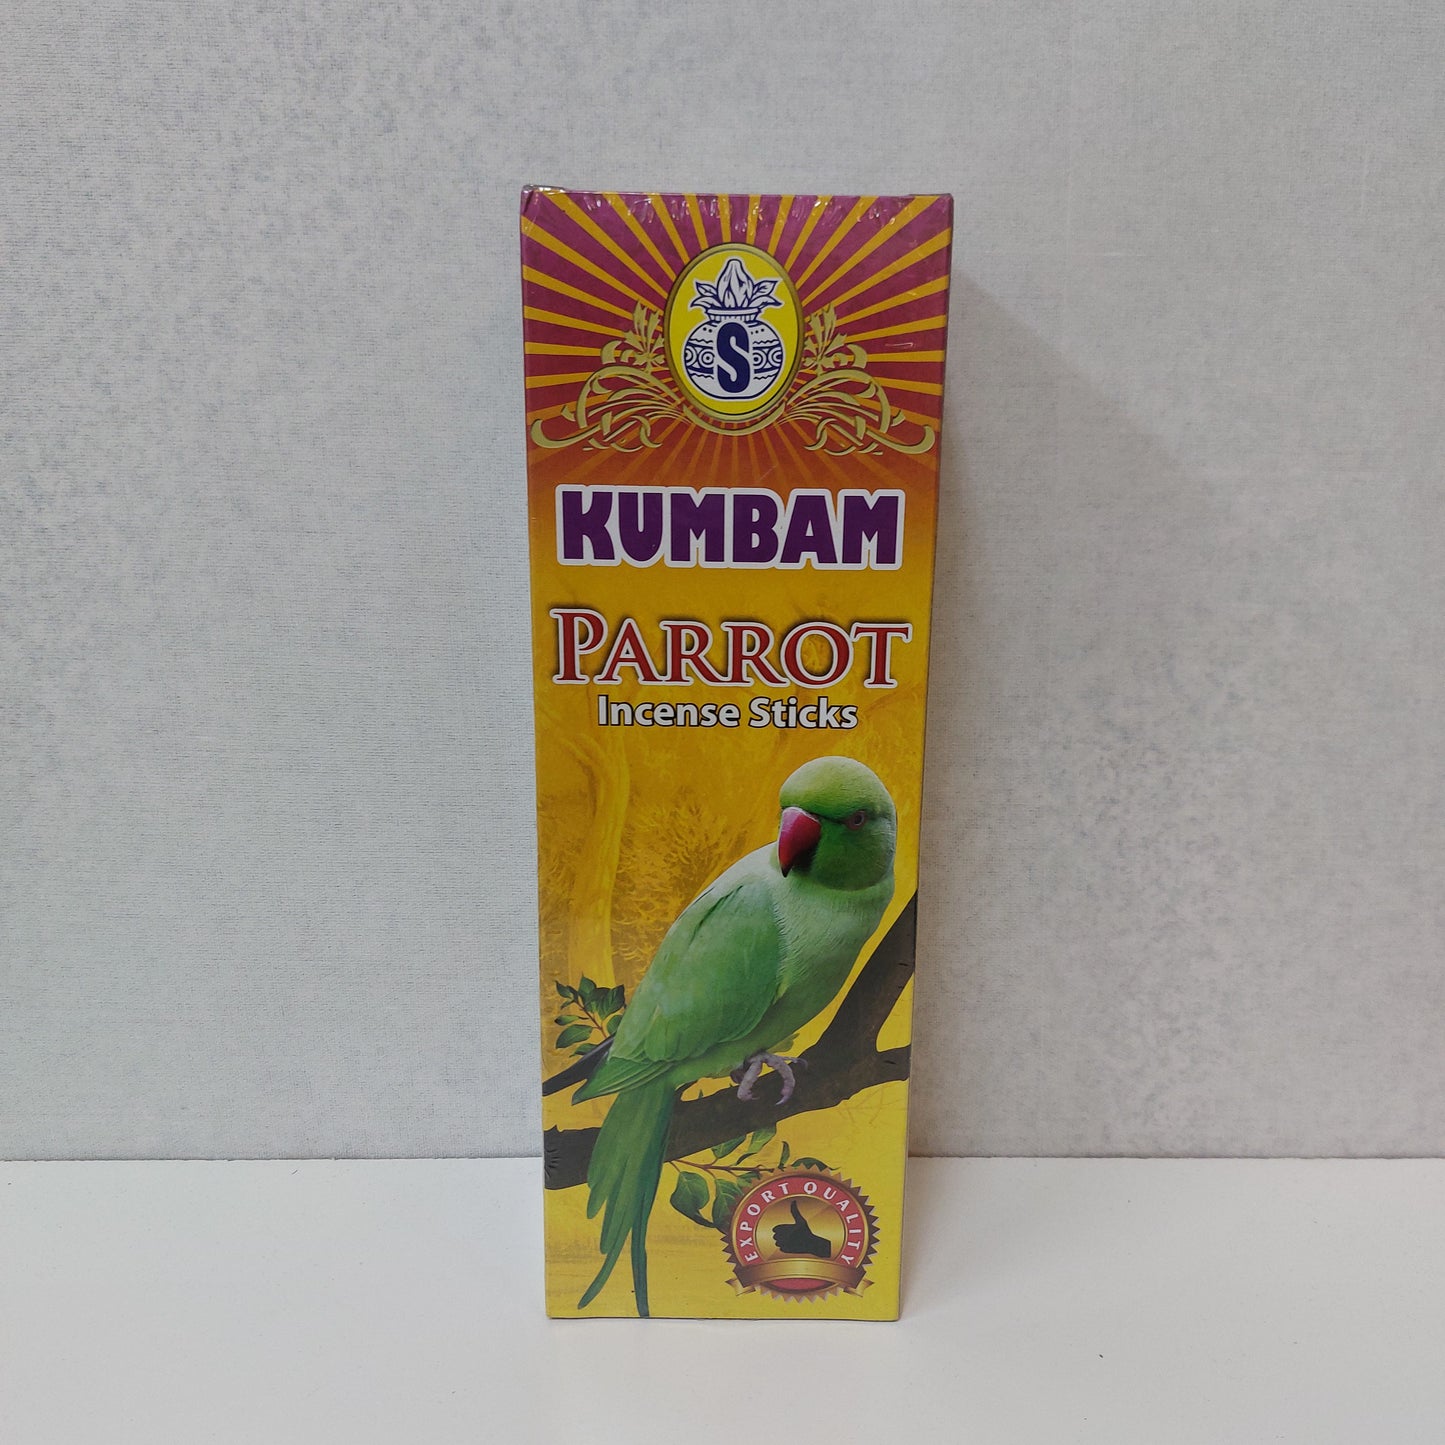 S
KUMBAM
PARROT
Incense Sticks
EXPORT QUALITY